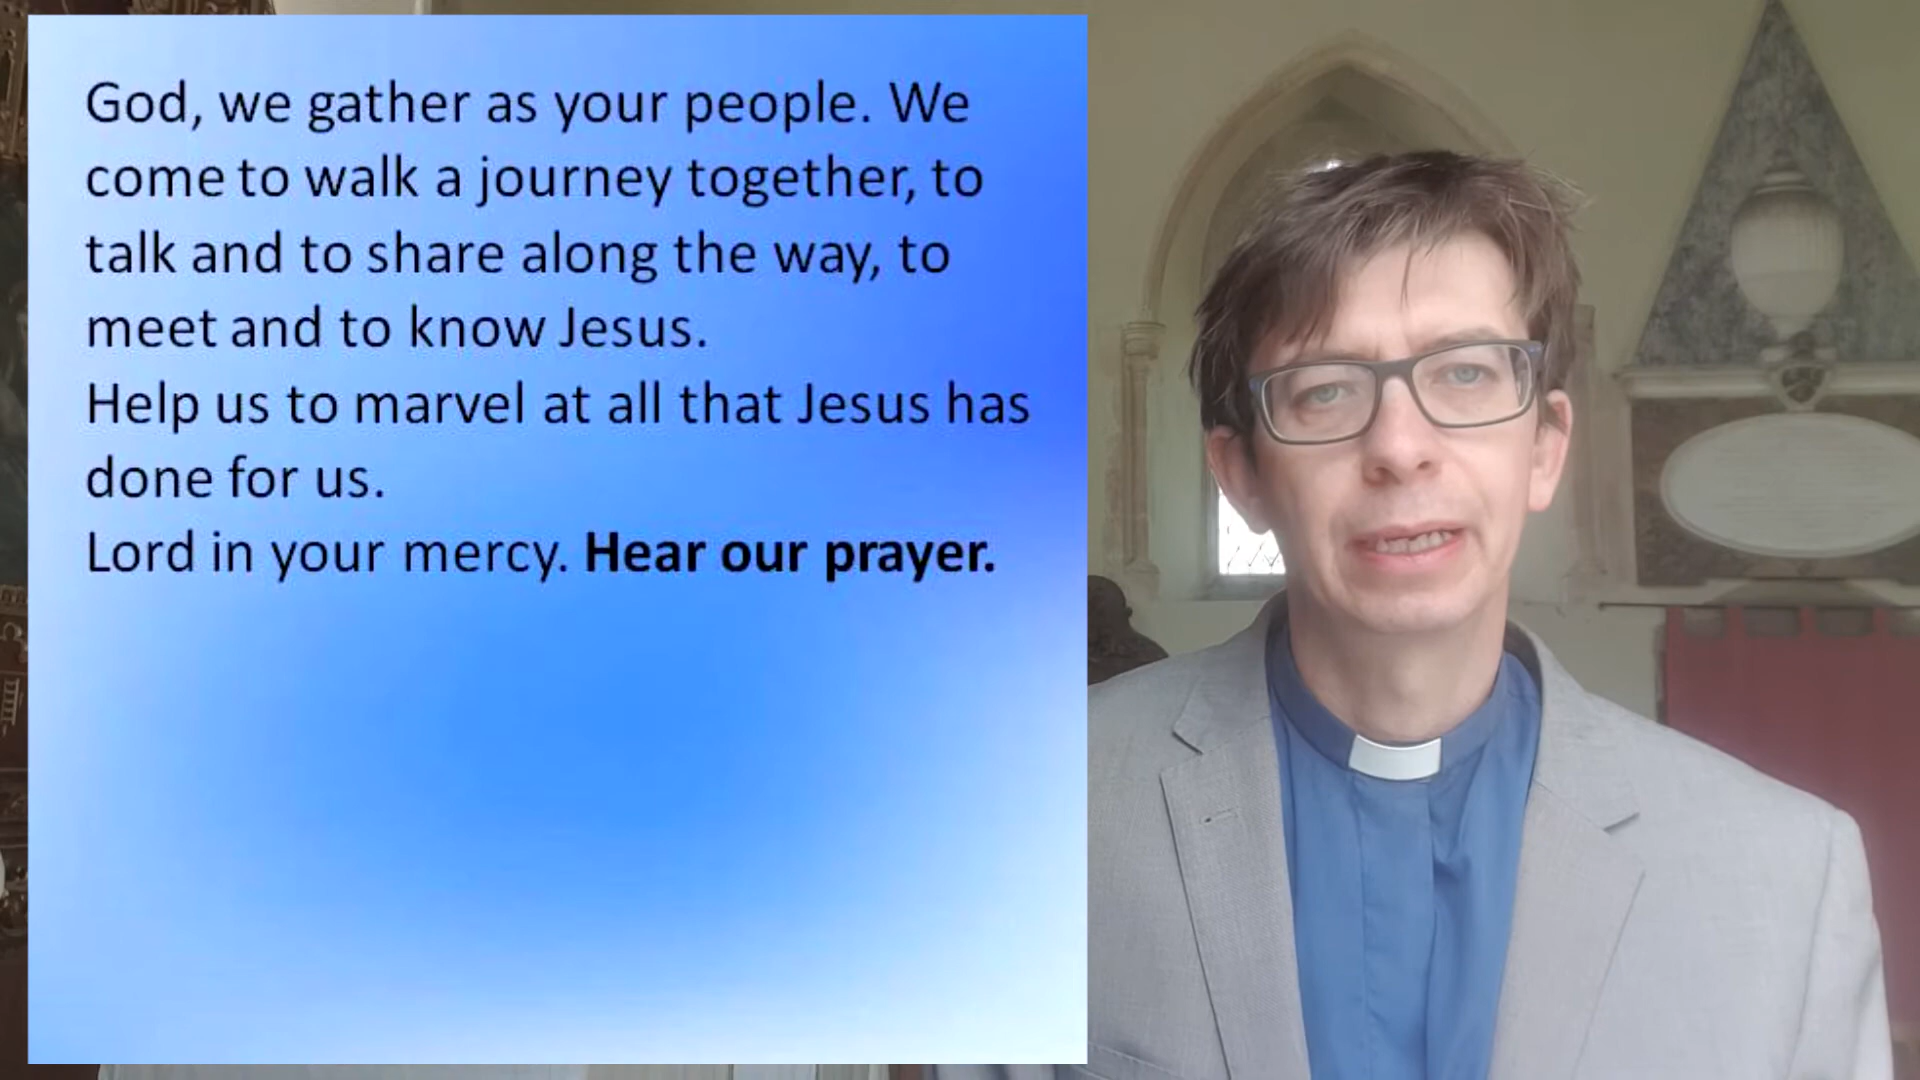 God, we gather as your people. We
come to walk a journey together, to
talk and to share along the way, to
meet and to know Jesus.
Help us to marvel at all that Jesus has
done for us.
Lord in your mercy. Hear our prayer.